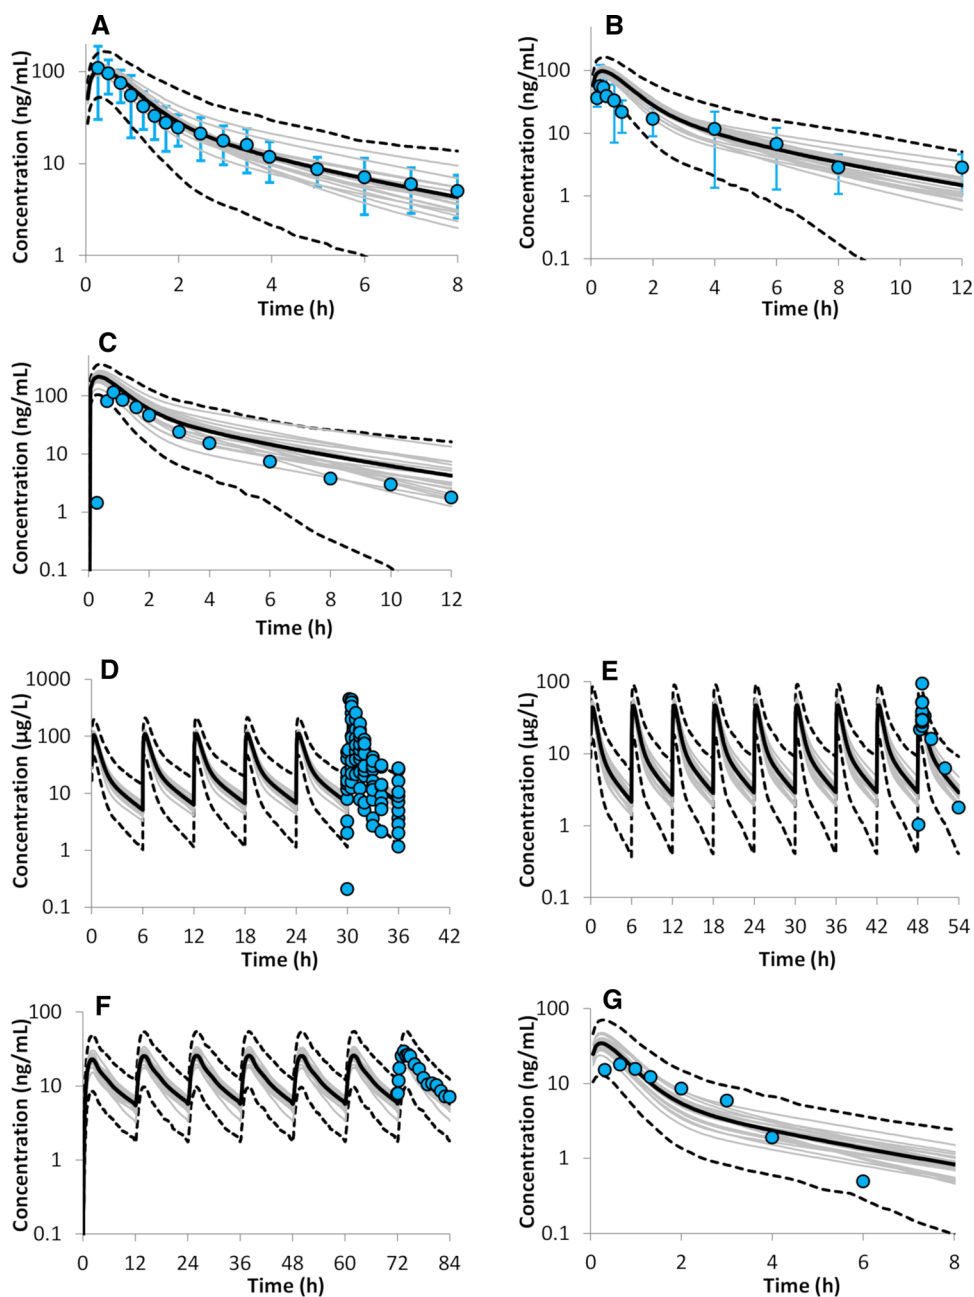 A
Concentration (ng/mL)
100
10
1
0 2 4 6 8
Time (h)
B
Concentration (ng/mL)
100
10
1
0.1
0 2 4 6 8 10 12
Time (h)
C
Concentration (ng/mL)
100
10
1
0.1
0 2 4 6 8 10 12
Time (h)
D
Concentration (µg/L)
1000
100
10
1
0.1
0 6 12 18 24 30 36 42
Time (h)
E
Concentration (µg/L)
100
10
1
0.1
0 6 12 18 24 30 36 42 48 54
Time (h)
F
Concentration (ng/mL)
100
10
1
0.1
0 12 24 36 48 60 72 84
Time (h)
G
Concentration (ng/mL)
100
10
1
0.1
0 2 4 6 8
Time (h)